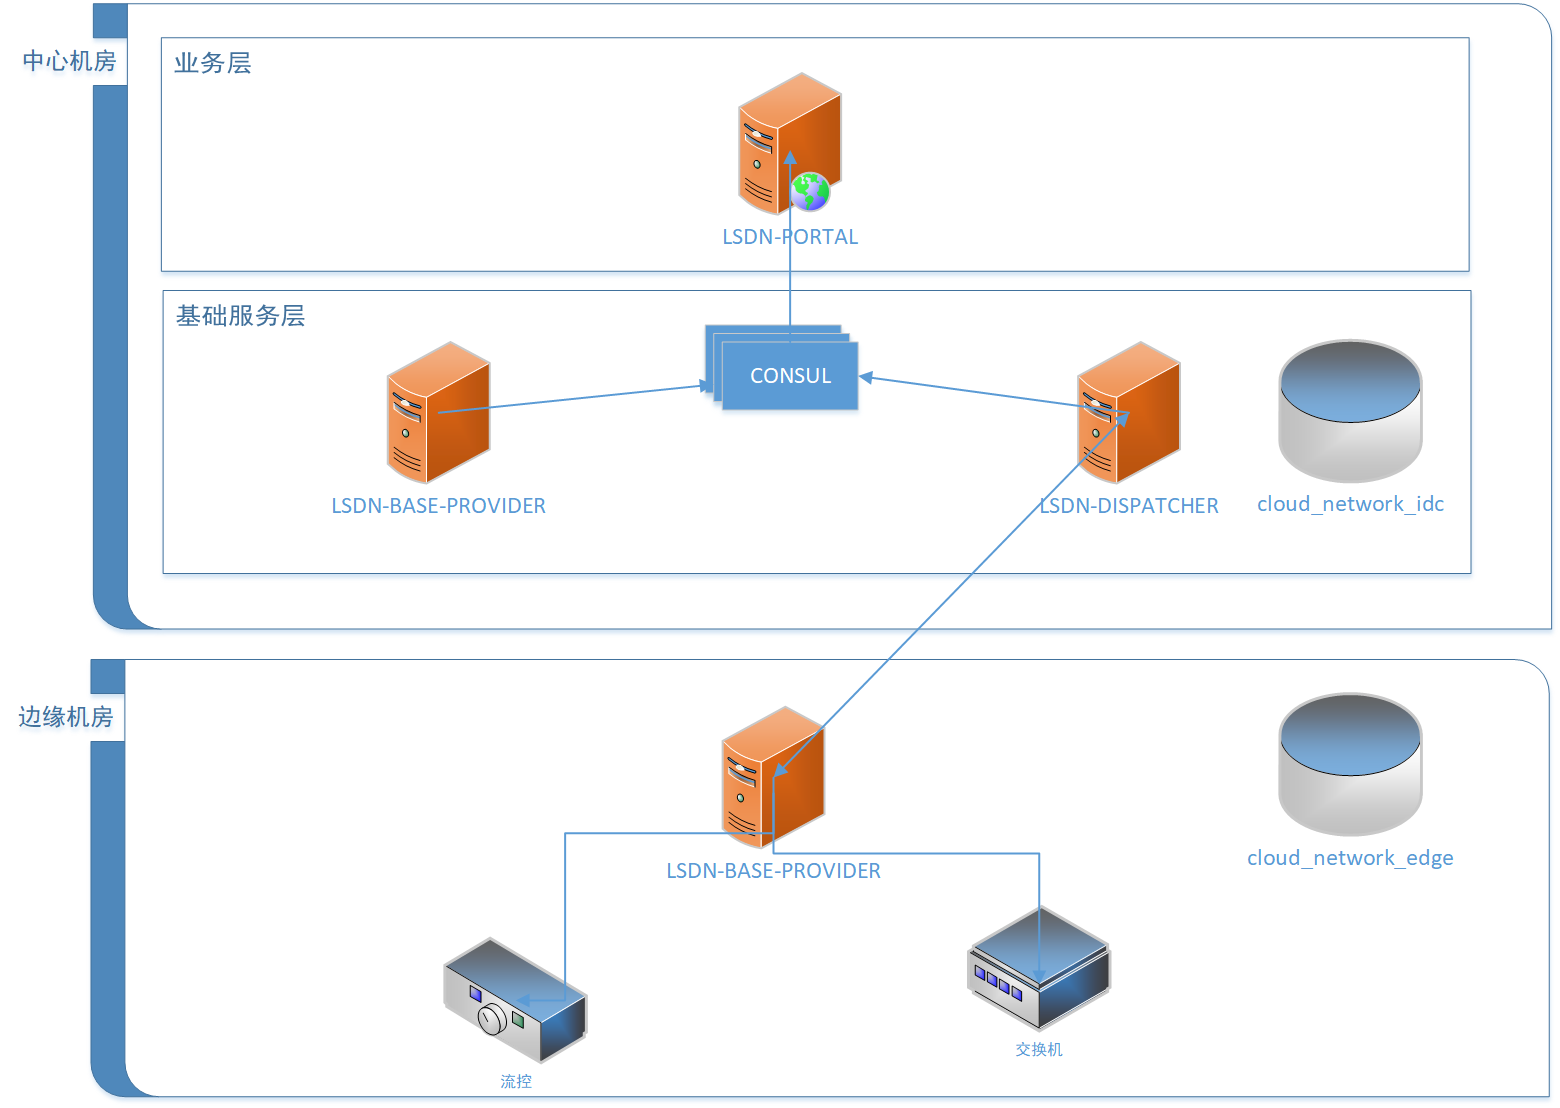 中心机房
业务层
LSDN-PORTAL
基础服务层
CONSUL
LSDN-BASE-PROVIDER
LSDN-DISPATCHER
cloud_network_idc
边缘机房
LSDN-BASE-PROVIDER
cloud_network_edge
交换机
流控